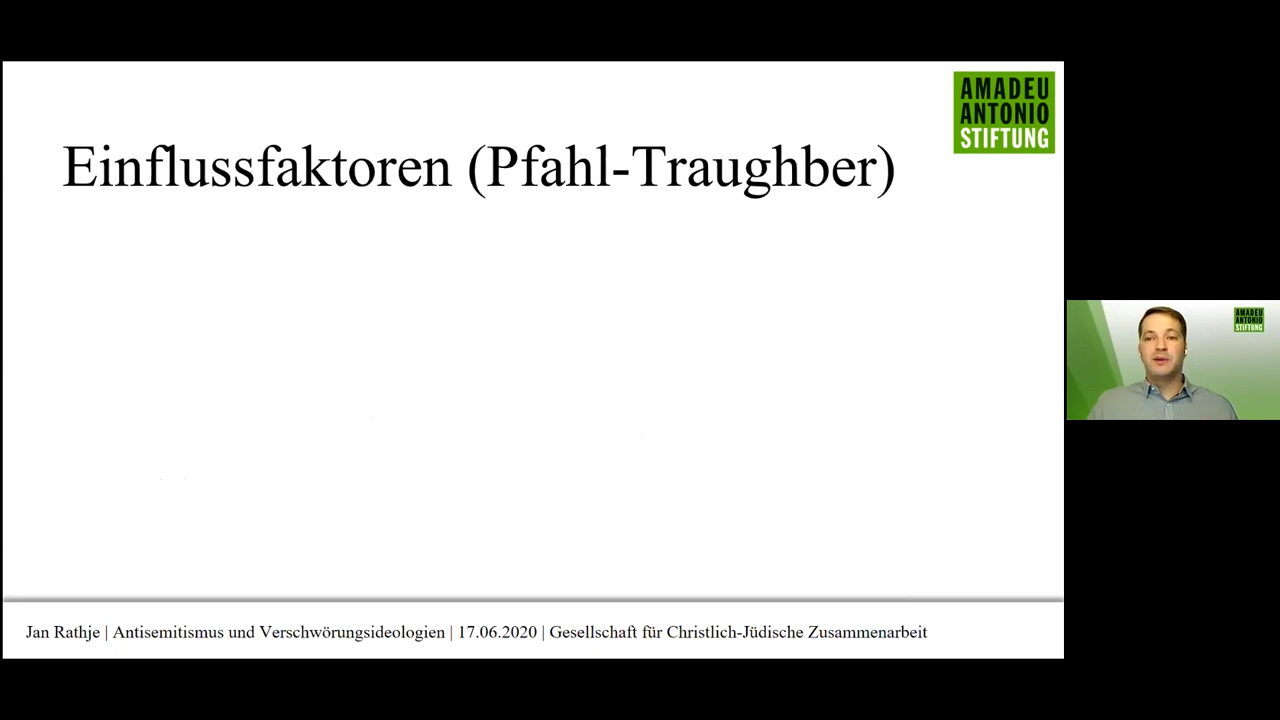 AMADEU
ANTONIO
STIFTUNG
Einflussfaktoren (Pfahl-Traughber)
AMADEU
ANTONIO
STIFTUNG
Jan Rathje | Antisemitismus und Verschwörungsideologien | 17.06.2020 | Gesellschaft für Christlich-Jüdische Zusammenarbeit